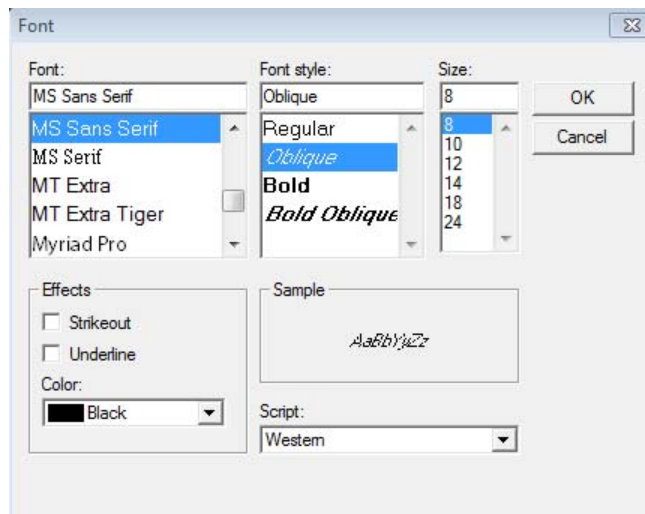 Font
Font:
MS Sans Serif
MS Sans Serif
MS Serif
MT Extra
MT Extra Tiger
Myriad Pro
Font style:
Oblique
Regular
Oblique
Bold
Bold Oblique
Size:
8
8
10
12
14
18
24
OK
Cancel
Effects
Strikeout
Underline
Color:
Black
Sample
AaBbYyZz
Script:
Western